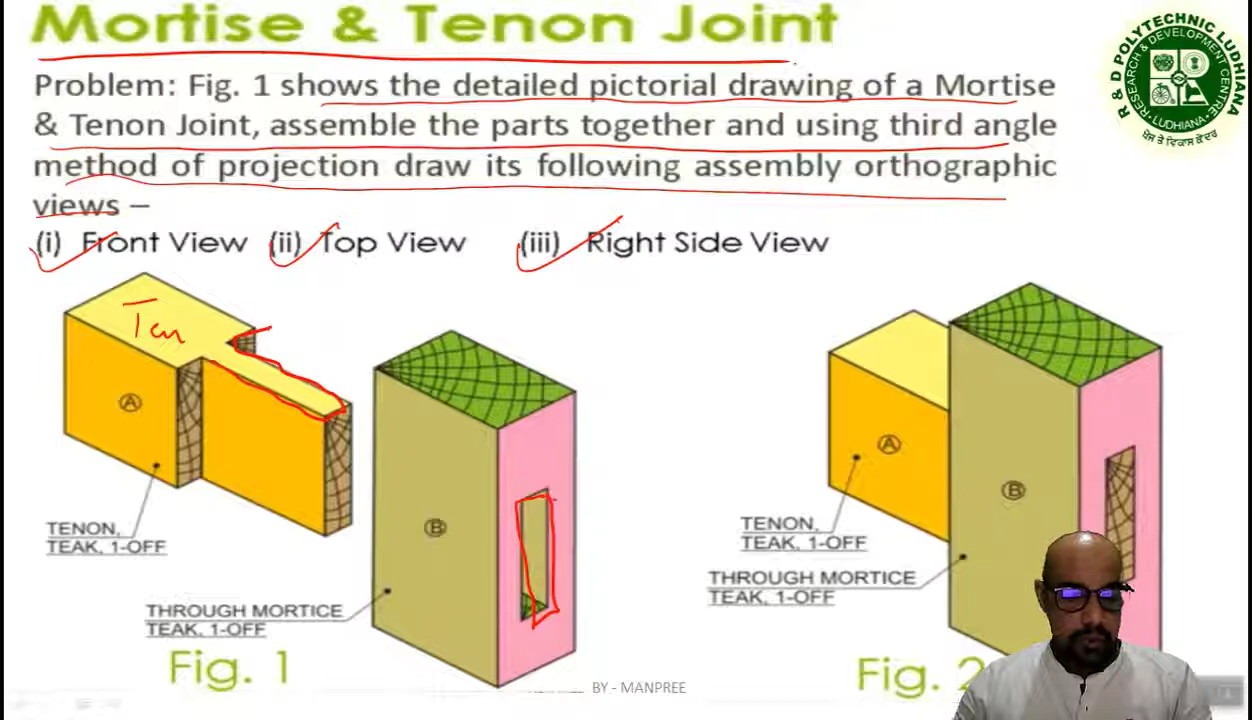 Mortise & Tenon Joint
Problem: Fig. 1 shows the detailed pictorial drawing of a Mortise
& Tenon Joint, assemble the parts together and using third angle
method of projection draw its following assembly orthographic
views –
(i) Front View (ii) Top View (iii) Right Side View
R & D POLYTECHNIC LUDHIANA
RESEARCH & DEVELOPMENT CENTRE
LUDHIANA
ਖੋਜ ਤੇ ਵਿਕਾਸ ਕੇਂਦਰ
Ten
A
TENON,
TEAK, 1-OFF
B
THROUGH MORTICE
TEAK, 1-OFF
Fig. 1
A
TENON,
TEAK, 1-OFF
B
THROUGH MORTICE
TEAK, 1-OFF
Fig. 2
BY - MANPREE